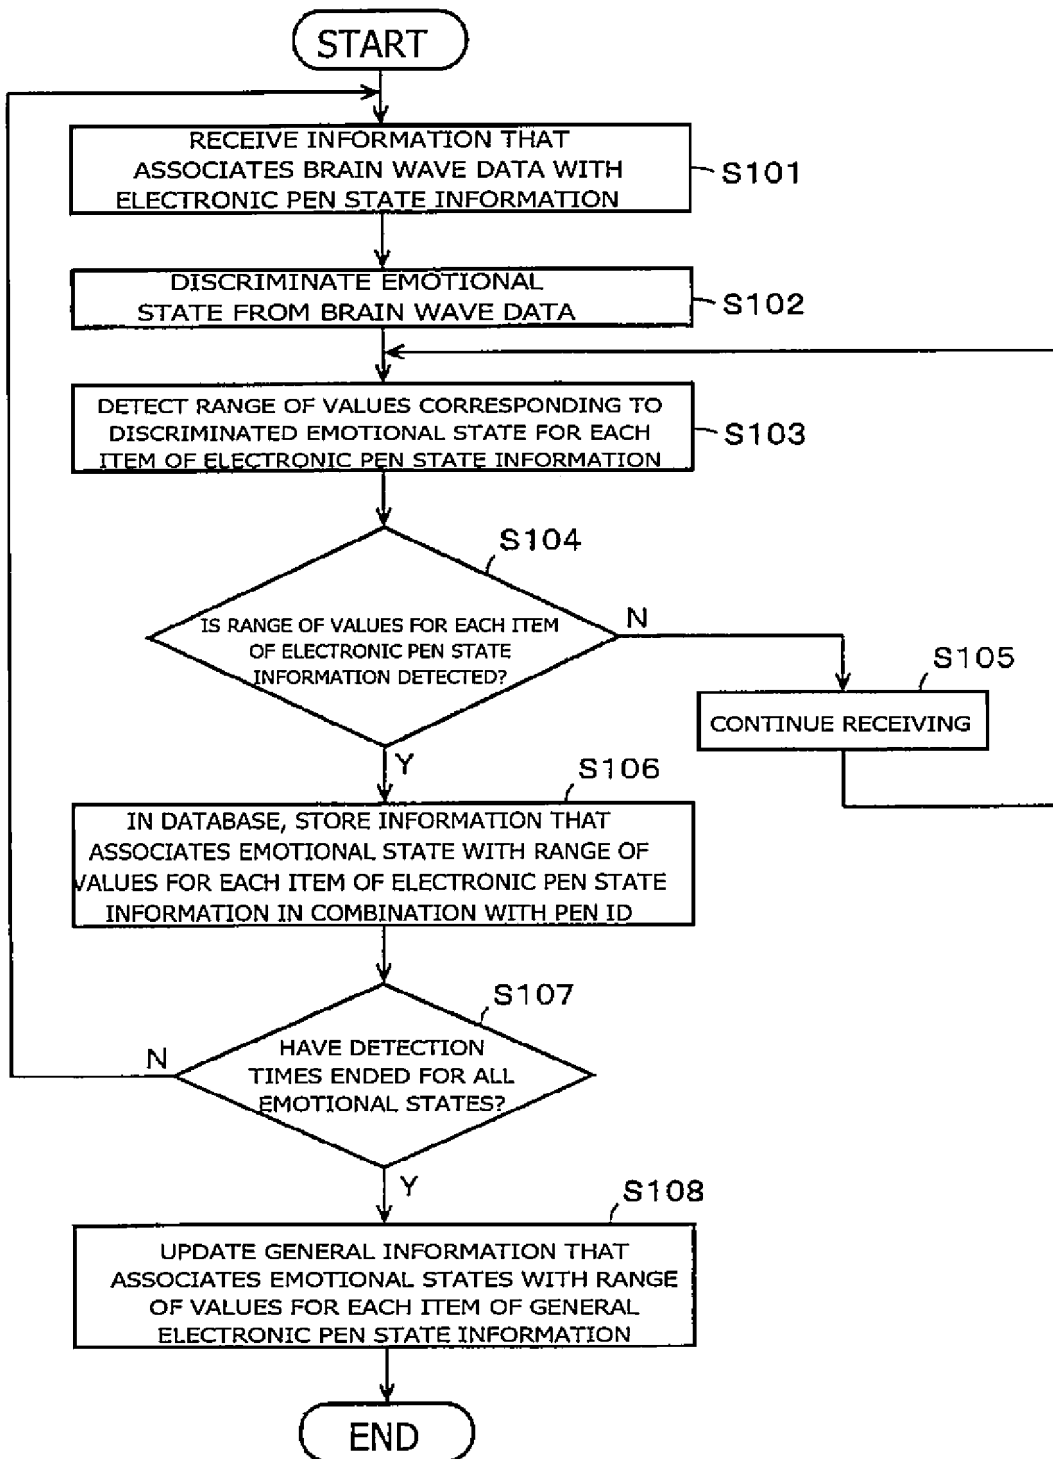 START
RECEIVE INFORMATION THAT
ASSOCIATES BRAIN WAVE DATA WITH
ELECTRONIC PEN STATE INFORMATION
S101
DISCRIMINATE EMOTIONAL
STATE FROM BRAIN WAVE DATA
S102
DETECT RANGE OF VALUES CORRESPONDING TO
DISCRIMINATED EMOTIONAL STATE FOR EACH
ITEM OF ELECTRONIC PEN STATE INFORMATION
S103
S104
IS RANGE OF VALUES FOR EACH ITEM
OF ELECTRONIC PEN STATE
INFORMATION DETECTED?
N
S105
CONTINUE RECEIVING
Y
S106
IN DATABASE, STORE INFORMATION THAT
ASSOCIATES EMOTIONAL STATE WITH RANGE OF
VALUES FOR EACH ITEM OF ELECTRONIC PEN STATE
INFORMATION IN COMBINATION WITH PEN ID
S107
HAVE DETECTION
TIMES ENDED FOR ALL
EMOTIONAL STATES?
N
Y
S108
UPDATE GENERAL INFORMATION THAT
ASSOCIATES EMOTIONAL STATES WITH RANGE
OF VALUES FOR EACH ITEM OF GENERAL
ELECTRONIC PEN STATE INFORMATION
END